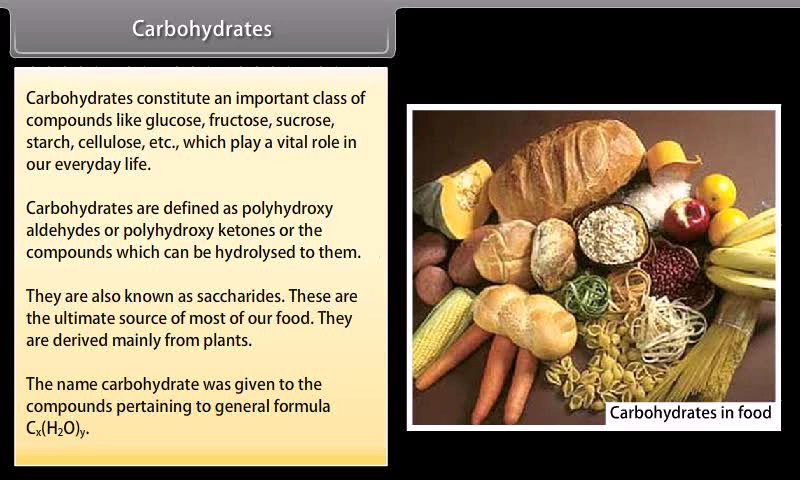 Carbohydrates
Carbohydrates constitute an important class of
compounds like glucose, fructose, sucrose,
starch, cellulose, etc., which play a vital role in
our everyday life.
Carbohydrates are defined as polyhydroxy
aldehydes or polyhydroxy ketones or the
compounds which can be hydrolysed to them.
They are also known as saccharides. These are
the ultimate source of most of our food. They
are derived mainly from plants.
The name carbohydrate was given to the
compounds pertaining to general formula
Cₓ(H₂O)ᵧ.
Carbohydrates in food